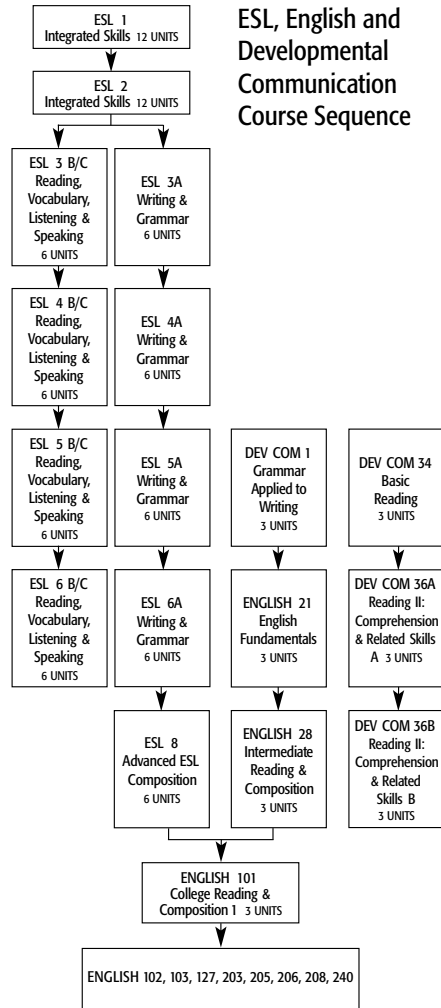 ESL, English and
Developmental
Communication
Course Sequence
ESL 1
Integrated Skills 12 UNITS
ESL 2
Integrated Skills 12 UNITS
ESL 3 B/C
Reading,
Vocabulary,
Listening &
Speaking
6 UNITS
ESL 3A
Writing &
Grammar
6 UNITS
ESL 4 B/C
Reading,
Vocabulary,
Listening &
Speaking
6 UNITS
ESL 4A
Writing &
Grammar
6 UNITS
ESL 5 B/C
Reading,
Vocabulary,
Listening &
Speaking
6 UNITS
ESL 5A
Writing &
Grammar
6 UNITS
DEV COM 1
Grammar
Applied to
Writing
3 UNITS
DEV COM 34
Basic
Reading
3 UNITS
ESL 6 B/C
Reading,
Vocabulary,
Listening &
Speaking
6 UNITS
ESL 6A
Writing &
Grammar
6 UNITS
ENGLISH 21
English
Fundamentals
3 UNITS
DEV COM 36A
Reading II:
Comprehension
& Related Skills
A 3 UNITS
ESL 8
Advanced ESL
Composition
6 UNITS
ENGLISH 28
Intermediate
Reading &
Composition
3 UNITS
DEV COM 36B
Reading II:
Comprehension
& Related
Skills B
3 UNITS
ENGLISH 101
College Reading &
Composition 1 3 UNITS
ENGLISH 102, 103, 127, 203, 205, 206, 208, 240